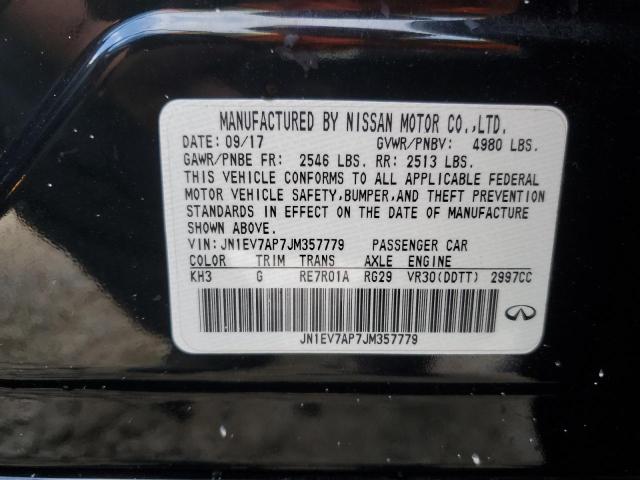 MANUFACTURED BY NISSAN MOTOR CO.,LTD.
DATE: 09/17 GVWR/PNBV: 4980 LBS.
GAWR/PNBE FR: 2546 LBS. RR: 2513 LBS.
THIS VEHICLE CONFORMS TO ALL APPLICABLE FEDERAL
MOTOR VEHICLE SAFETY,BUMPER,AND THEFT PREVENTION
STANDARDS IN EFFECT ON THE DATE OF MANUFACTURE
SHOWN ABOVE.
VIN: JN1EV7AP7JM357779 PASSENGER CAR
COLOR TRIM TRANS AXLE ENGINE
KH3 G RE7R01A RG29 VR30(DDTT) 2997CC
JN1EV7AP7JM357779